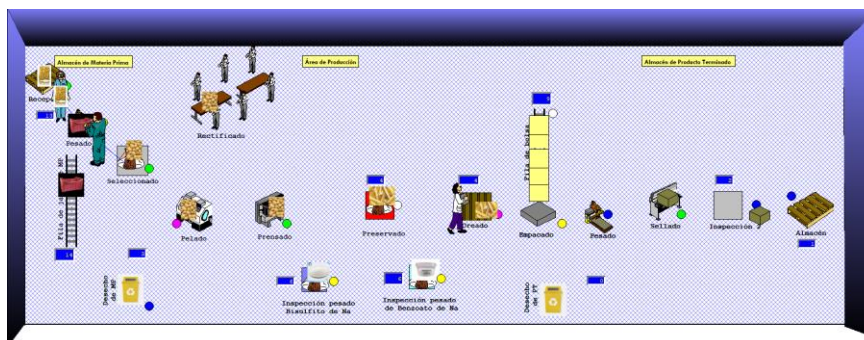 Almacén de Materia Prima
Área de Producción
Almacén de Producto Terminado
Rectificado
Pesado
Seleccionado
Pelado
Prensado
Preservado
Oreado
Empacado
Fila de bolsa
Pesado
Sellado
Inspección
Almacén
Desecho
de MP
Inspección pesado
Bisulfito de Na
Inspección pesado
de Benzoato de Na
Desecho
de PT